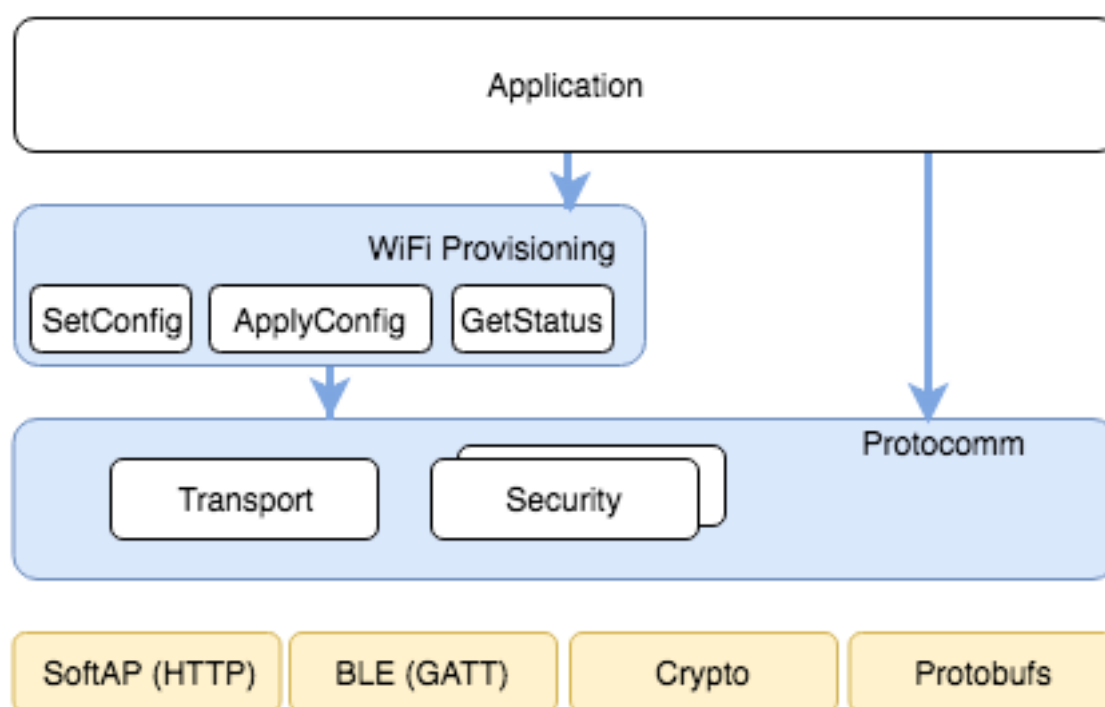 Application
WiFi Provisioning
SetConfig
ApplyConfig
GetStatus
Protocomm
Transport
Security
SoftAP (HTTP)
BLE (GATT)
Crypto
Protobufs